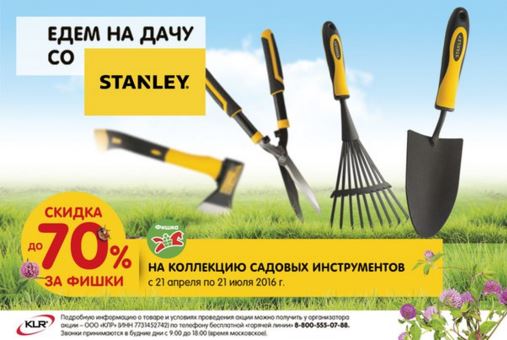 ЕДЕМ НА ДАЧУ
СО
STANLEY.
STANLEY
СКИДКА
ДО 70%
ЗА ФИШКИ
Фишка
НА КОЛЛЕКЦИЮ САДОВЫХ ИНСТРУМЕНТОВ
с 21 апреля по 21 июля 2016 г.
KLR
Подробную информацию о товаре и условиях проведения акции можно получить у организатора
акции – ООО «КЛР» (ИНН 7731452742) по телефону бесплатной «горячей линии» 8-800-555-07-88.
Звонки принимаются в будние дни с 9:00 до 18:00 (время московское).